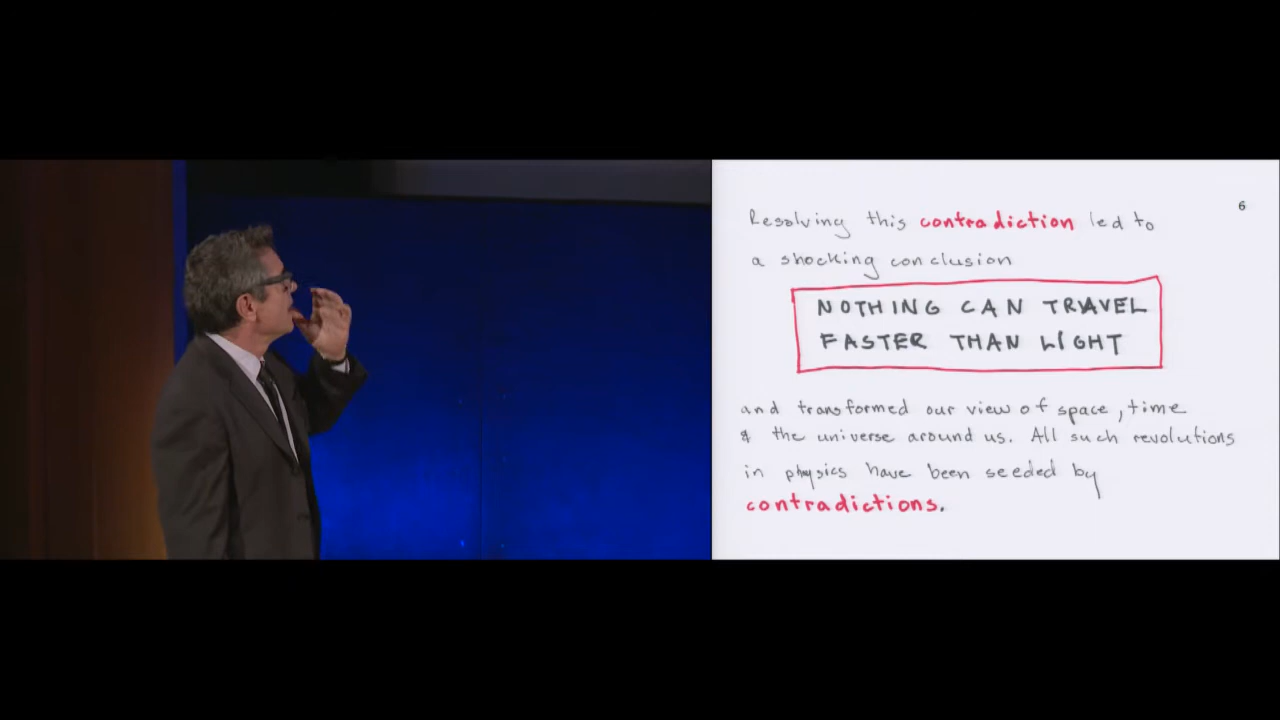 6
Resolving this contradiction led to
a shocking conclusion
NOTHING CAN TRAVEL
FASTER THAN LIGHT
and transformed our view of space, time
& the universe around us. All such revolutions
in physics have been seeded by
contradictions.